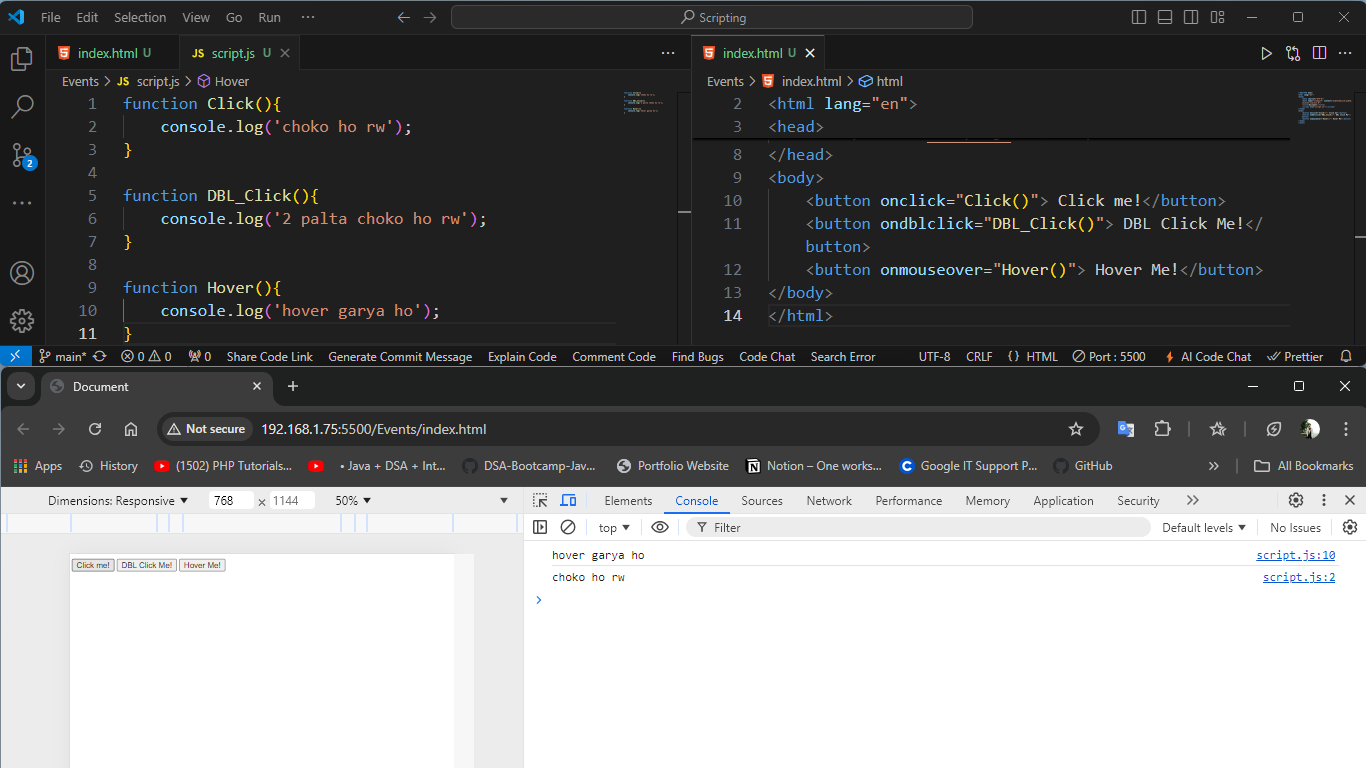 File Edit Selection View Go Run ··· Scripting
index.html U JS script.js U ··· index.html U ···
Events > JS script.js > Hover
1 function Click(){
2 console.log('choko ho rw');
3 }
4
5 function DBL_Click(){
6 console.log('2 palta choko ho rw');
7 }
8
9 function Hover(){
10 console.log('hover garya ho');
11 }
Events > index.html > html
2 <html lang="en">
3 <head>
8 </head>
9 <body>
10 <button onclick="Click()"> Click me!</button>
11 <button ondblclick="DBL_Click()"> DBL Click Me!</
button>
12 <button onmouseover="Hover()"> Hover Me!</button>
13 </body>
14 </html>
2
main* 0 0 0 Share Code Link Generate Commit Message Explain Code Comment Code Find Bugs Code Chat Search Error UTF-8 CRLF {} HTML Port : 5500 AI Code Chat Prettier
Document
Not secure 192.168.1.75:5500/Events/index.html
Apps History (1502) PHP Tutorials... • Java + DSA + Int... DSA-Bootcamp-Jav... Portfolio Website Notion – One works... Google IT Support P... GitHub » All Bookmarks
Dimensions: Responsive 768 × 1144 50% Elements Console Sources Network Performance Memory Application Security
top Filter Default levels No Issues
Click me! DBL Click Me! Hover Me!
hover garya ho script.js:10
choko ho rw script.js:2
>